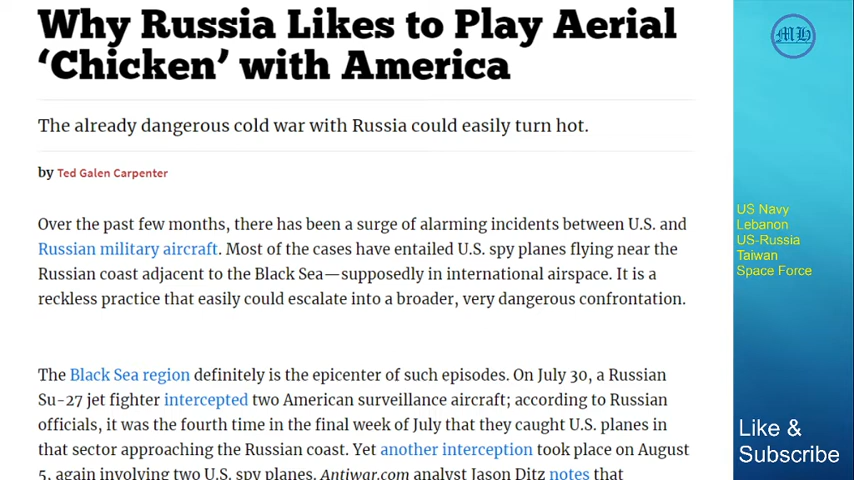 Why Russia Likes to Play Aerial
‘Chicken’ with America
The already dangerous cold war with Russia could easily turn hot.
by Ted Galen Carpenter
Over the past few months, there has been a surge of alarming incidents between U.S. and
Russian military aircraft. Most of the cases have entailed U.S. spy planes flying near the
Russian coast adjacent to the Black Sea—supposedly in international airspace. It is a
reckless practice that easily could escalate into a broader, very dangerous confrontation.
The Black Sea region definitely is the epicenter of such episodes. On July 30, a Russian
Su-27 jet fighter intercepted two American surveillance aircraft; according to Russian
officials, it was the fourth time in the final week of July that they caught U.S. planes in
that sector approaching the Russian coast. Yet another interception took place on August
5, again involving two U.S. spy planes. Antiwar.com analyst Jason Ditz notes that
MH
US Navy
Lebanon
US-Russia
Taiwan
Space Force
Like &
Subscribe